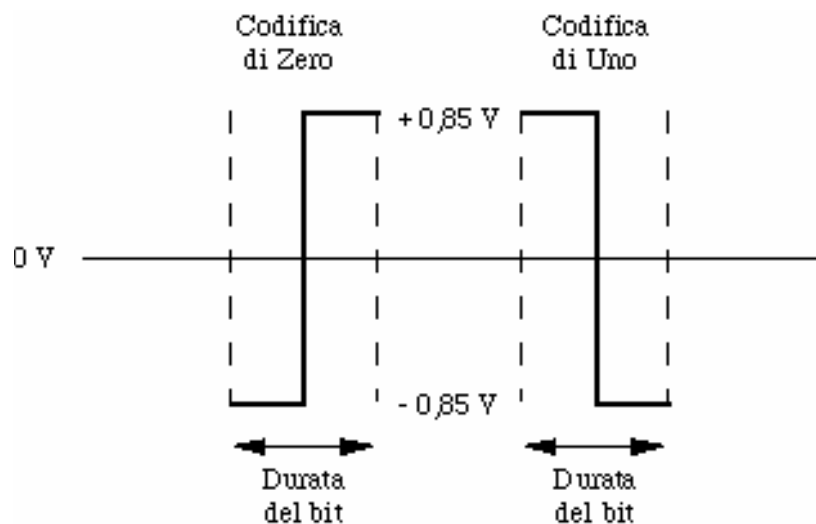 Codifica
di Zero
Codifica
di Uno
+ 0,85 V
0 V
- 0,85 V
Durata
del bit
Durata
del bit